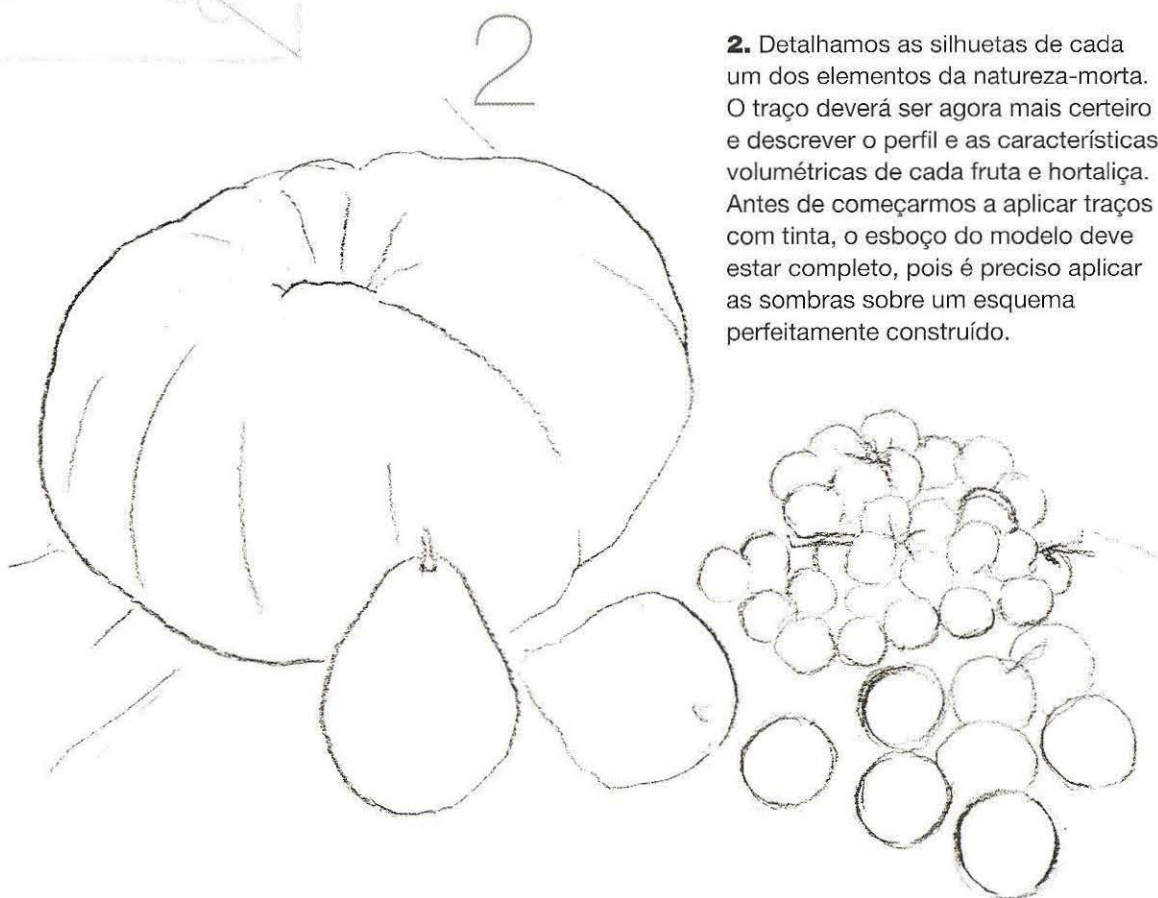 2
2. Detalhamos as silhuetas de cada
um dos elementos da natureza-morta.
O traço deverá ser agora mais certeiro
e descrever o perfil e as características
volumétricas de cada fruta e hortaliça.
Antes de começarmos a aplicar traços
com tinta, o esboço do modelo deve
estar completo, pois é preciso aplicar
as sombras sobre um esquema
perfeitamente construído.